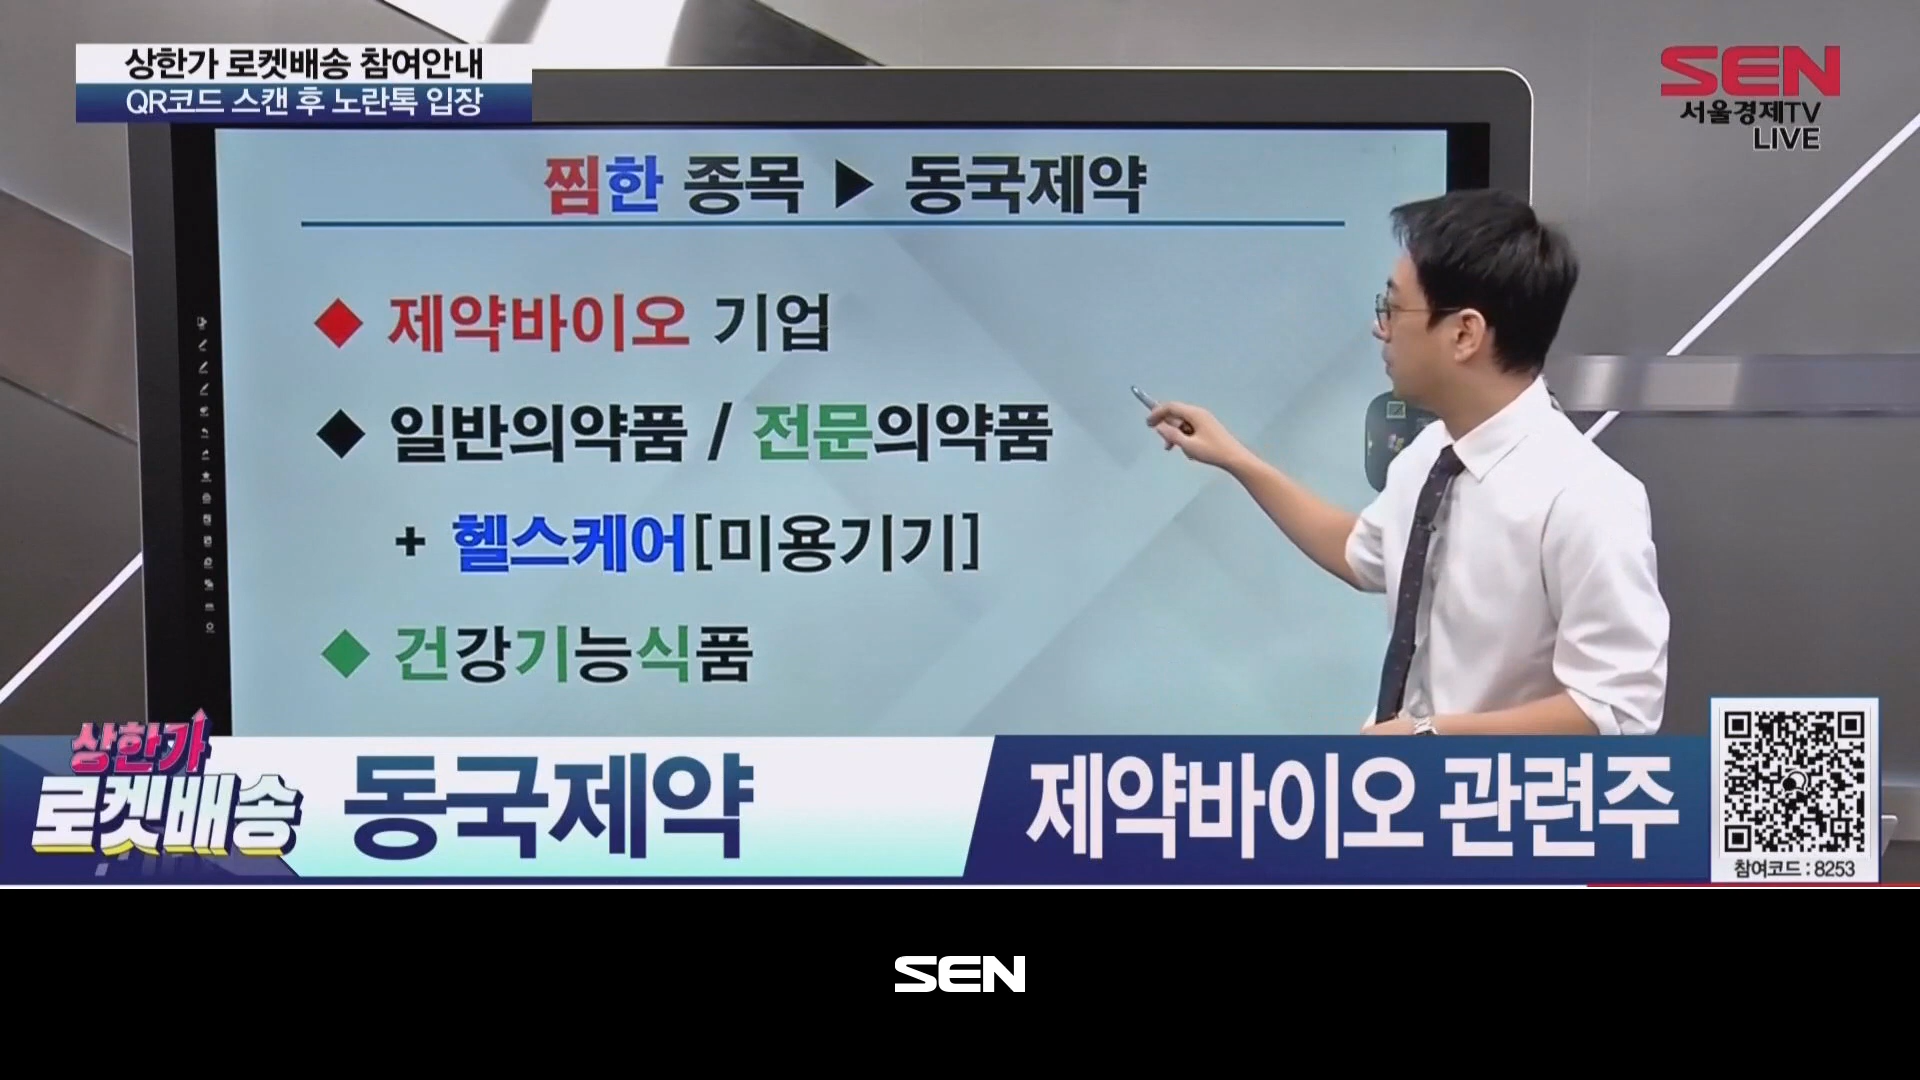 상한가 로켓배송 참여안내
QR코드 스캔 후 노란톡 입장
SEN
서울경제TV
LIVE
찜한 종목 ▶ 동국제약
◆ 제약바이오 기업
◆ 일반의약품 / 전문의약품
+ 헬스케어[미용기기]
◆ 건강기능식품
상한가
로켓배송
동국제약
제약바이오 관련주
참여코드 : 8253
SEN